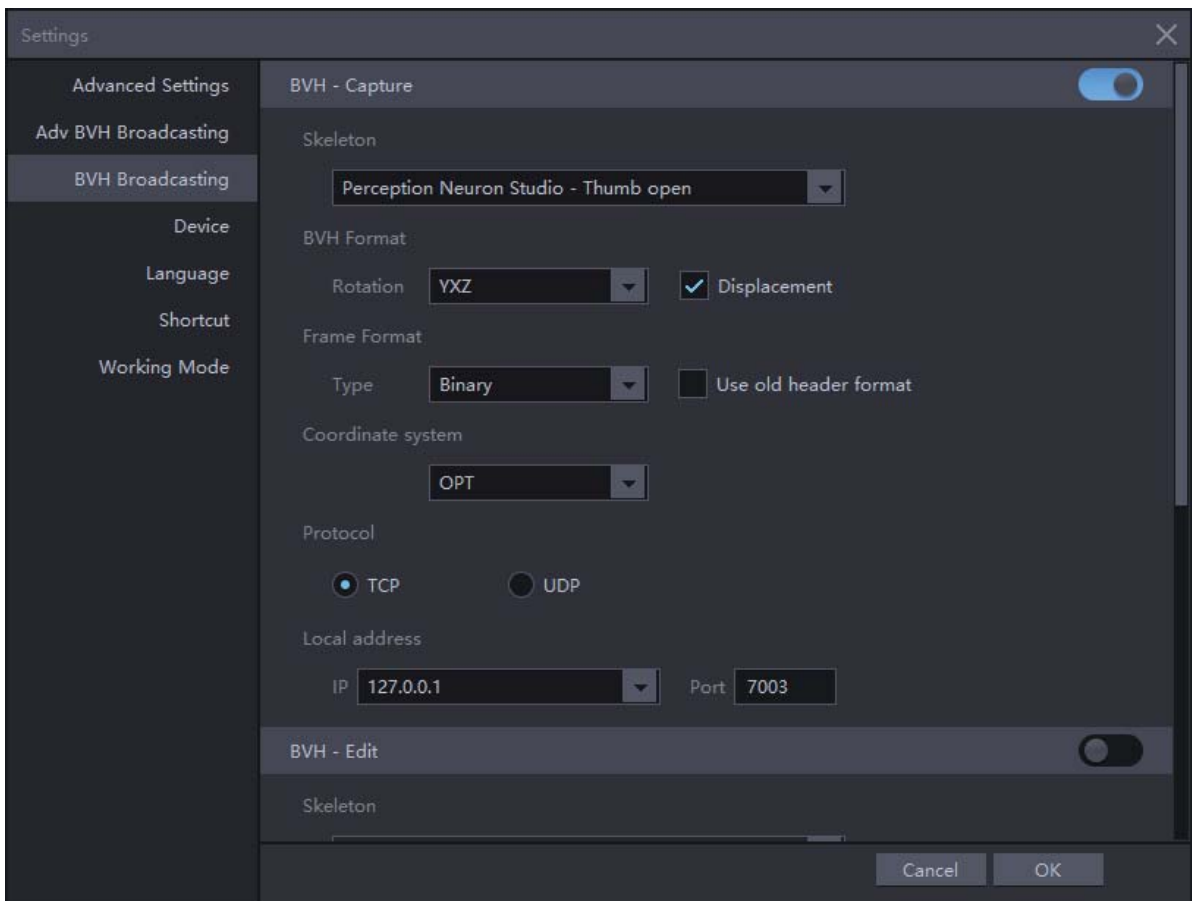 Settings
Advanced Settings
Adv BVH Broadcasting
BVH Broadcasting
Device
Language
Shortcut
Working Mode
BVH - Capture
Skeleton
Perception Neuron Studio - Thumb open
BVH Format
Rotation YXZ Displacement
Frame Format
Type Binary Use old header format
Coordinate system
OPT
Protocol
TCP UDP
Local address
IP 127.0.0.1 Port 7003
BVH - Edit
Skeleton
Cancel OK